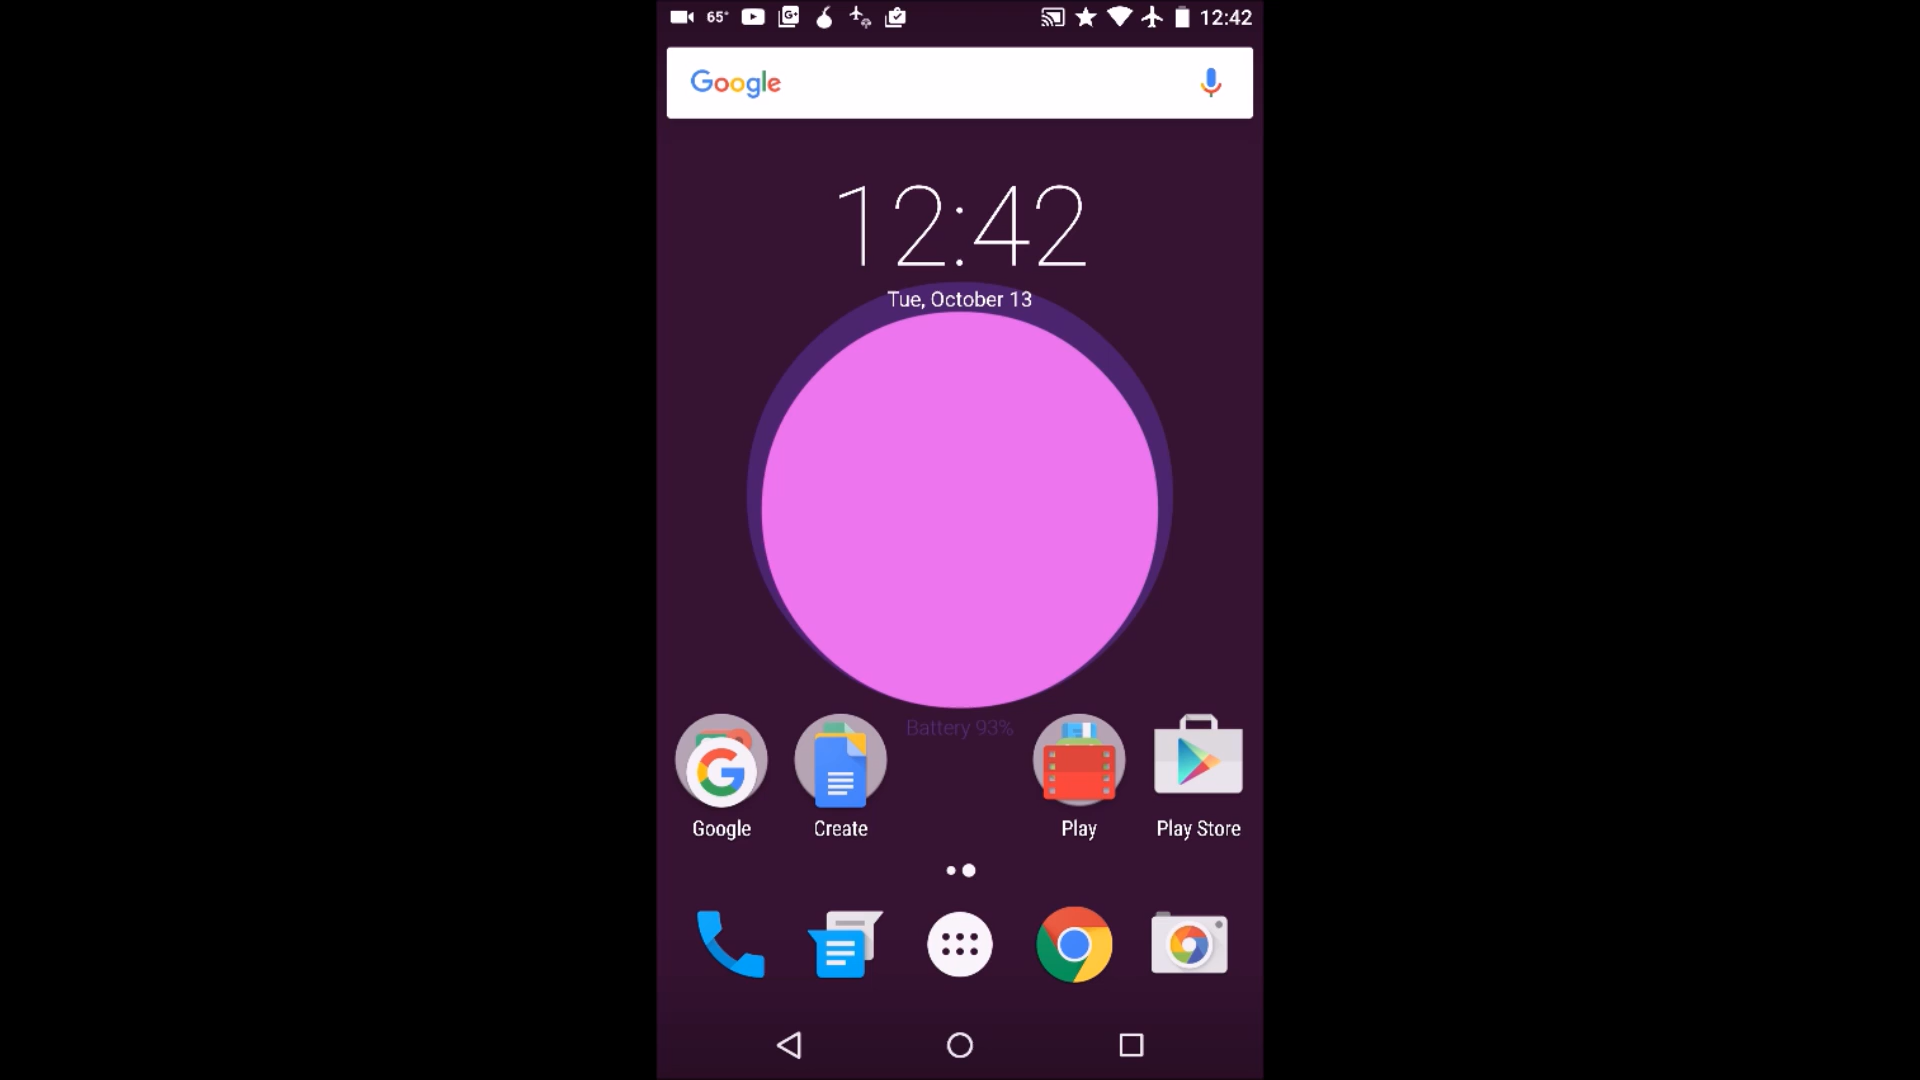 65° G+ 12:42
Google
12:42
Tue, October 13
Battery 93%
Google Create Play Play Store